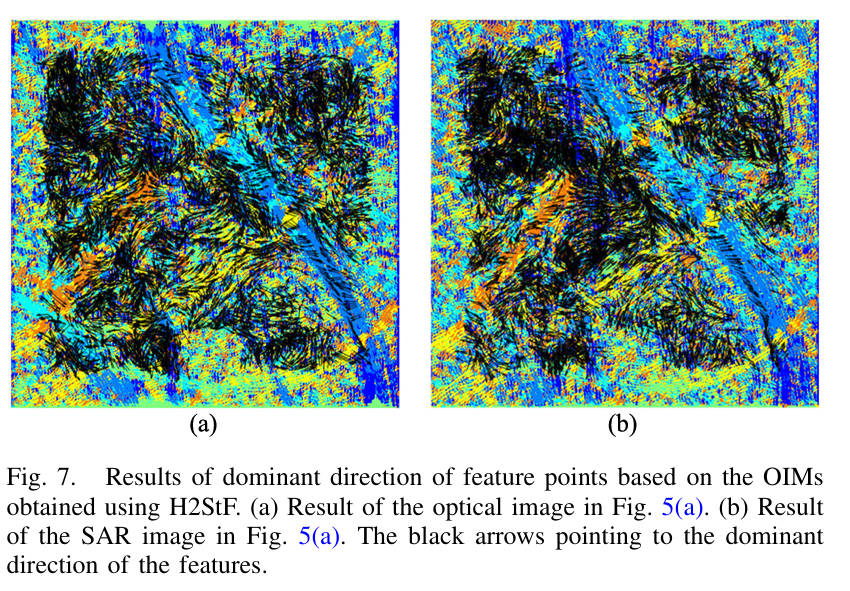 (a)
(b)
Fig. 7. Results of dominant direction of feature points based on the OIMs
obtained using H2StF. (a) Result of the optical image in Fig. 5(a). (b) Result
of the SAR image in Fig. 5(a). The black arrows pointing to the dominant
direction of the features.